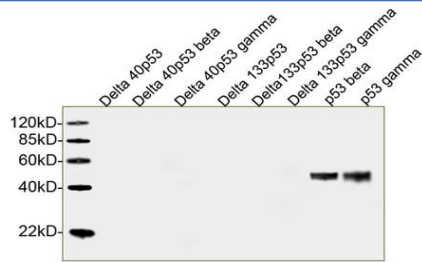 Delta 40p53
Delta 40p53 beta
Delta 40p53 gamma
Delta 133p53
Delta133p53 beta
Delta 133p53 gamma
p53 beta
p53 gamma
120kD-
85kD-
60kD-
40kD-
22kD-